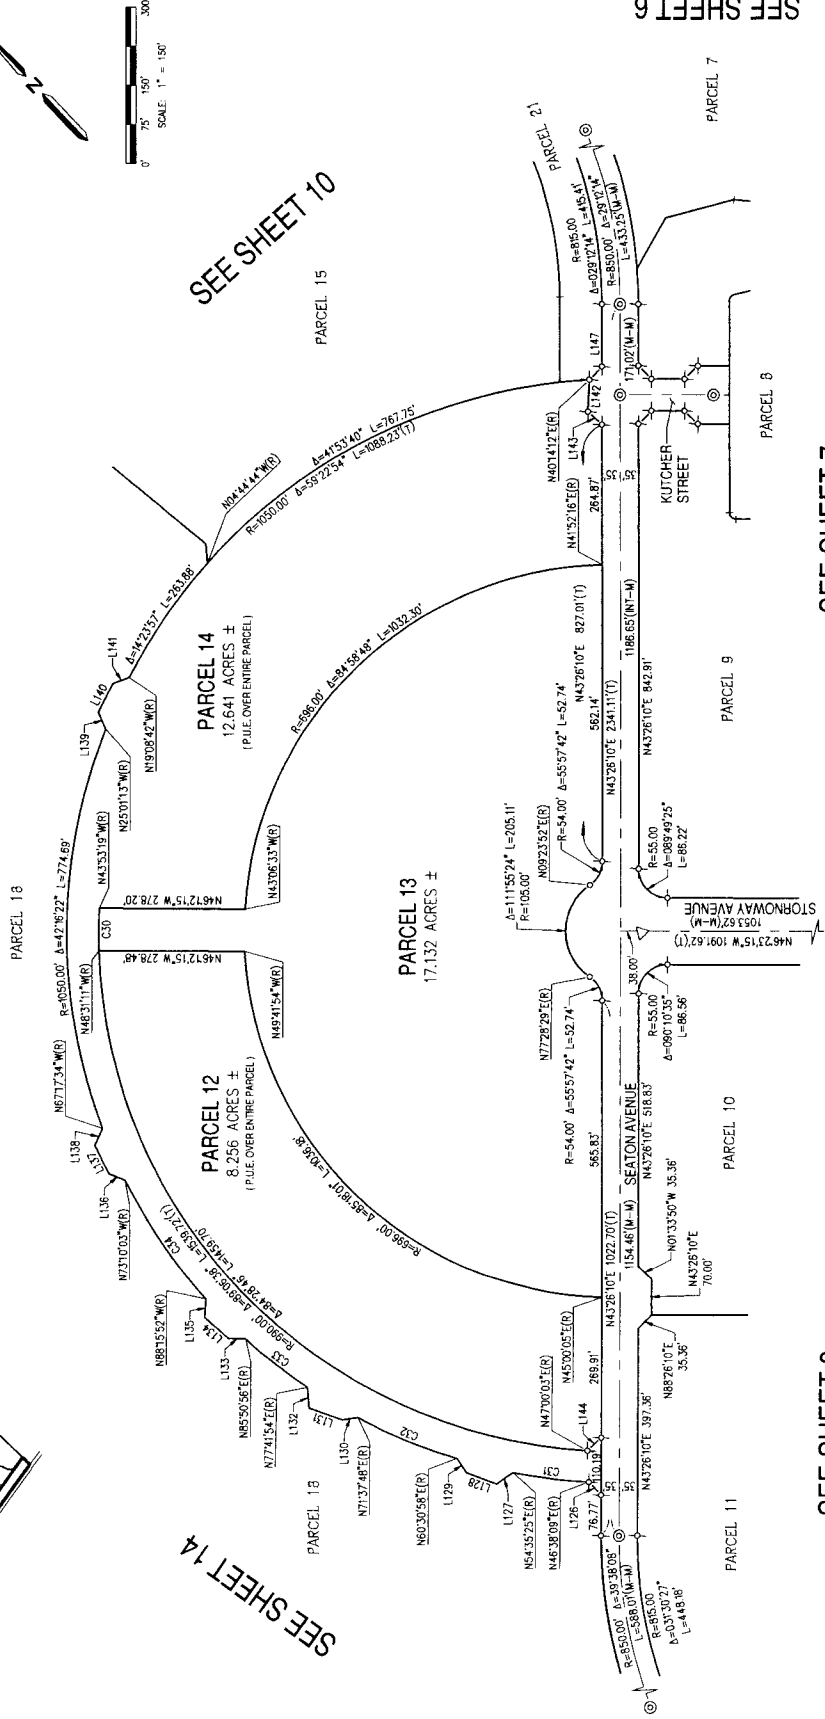 SEE SHEET 6
N
0' 75' 150' 300
SCALE: 1" = 150'
SEE SHEET 10
PARCEL 7
PARCEL 21
PARCEL 15
R=815.00
Δ=029°12'14" L=415.41'
R=850.00' Δ=29°12'14"
L=433.25'(M-M)
L147
171.02'(M-M)
L142
L143
N40°14'12"E(R)
KUTCHER
STREET
PARCEL 8
Δ=41°53'40" L=767.75'
R=1050.00' Δ=59°22'54" L=1088.23'(T)
N04°44'44"W(R)
N41°52'16"E(R)
264.87'
35' 35'
Δ=14°23'57" L=263.88'
L141
L140
L139
N19°08'42"W(R)
N25°01'13"W(R)
PARCEL 14
12.641 ACRES ±
(P.U.E. OVER ENTIRE PARCEL)
R=696.00' Δ=84°58'48" L=1032.30'
N43°26'10"E 827.01'(T)
562.14'
N43°26'10"E 2341.11'(T)
1186.65'(INT-M)
N43°26'10"E 842.91'
PARCEL 9
SEE SHEET 7
R=54.00' Δ=55°57'42" L=52.74'
N09°23'52"E(R)
Δ=111°55'24" L=205.11'
R=105.00'
R=55.00
Δ=089°49'25"
L=86.22'
PARCEL 18
R=1050.00' Δ=42°16'22" L=774.69'
N43°53'19"W(R)
N43°06'33"W(R)
N46°12'15"W 278.20'
C30
N46°12'15"W 278.48'
N48°31'11"W(R)
N49°41'54"W(R)
PARCEL 13
17.132 ACRES ±
STORNOWAY AVENUE
1053.62'(M-M)
N46°23'15"W 1091.62'(T)
38.00'
R=55.00
Δ=090°10'35"
L=86.56'
N77°28'29"E(R)
R=54.00' Δ=55°57'42" L=52.74'
N67°17'34"W(R)
L138
L137
L136
N73°10'03"W(R)
PARCEL 12
8.256 ACRES ±
(P.U.E. OVER ENTIRE PARCEL)
R=696.00' Δ=85°18'01" L=1036.18'
565.83'
SEATON AVENUE
N43°26'10"E 518.83'
PARCEL 10
N43°26'10"E 1022.70'(T)
1154.46'(M-M)
N01°33'50"W 35.36'
N43°26'10"E
70.00'
N88°26'10"E
35.36'
C34
R=990.00' Δ=89°06'38" L=1539.72'(T)
Δ=84°28'46" L=1459.70'
N88°15'52"W(R)
L135
L134
L133
C33
N85°50'56"E(R)
N77°41'54"E(R)
L132
L131
L130
N71°37'48"E(R)
C32
N60°30'58"E(R)
L129
L128
L127
C31
N54°35'25"E(R)
N46°38'09"E(R)
L126
N45°00'05"E(R)
N47°00'03"E(R)
L144
269.91'
110.19'
76.77'
35' 35'
N43°26'10"E 397.36'
PARCEL 18
SEE SHEET 14
R=850.00' Δ=39°38'08"
L=588.01'(M-M)
R=815.00
Δ=031°30'27"
L=448.18'
PARCEL 11